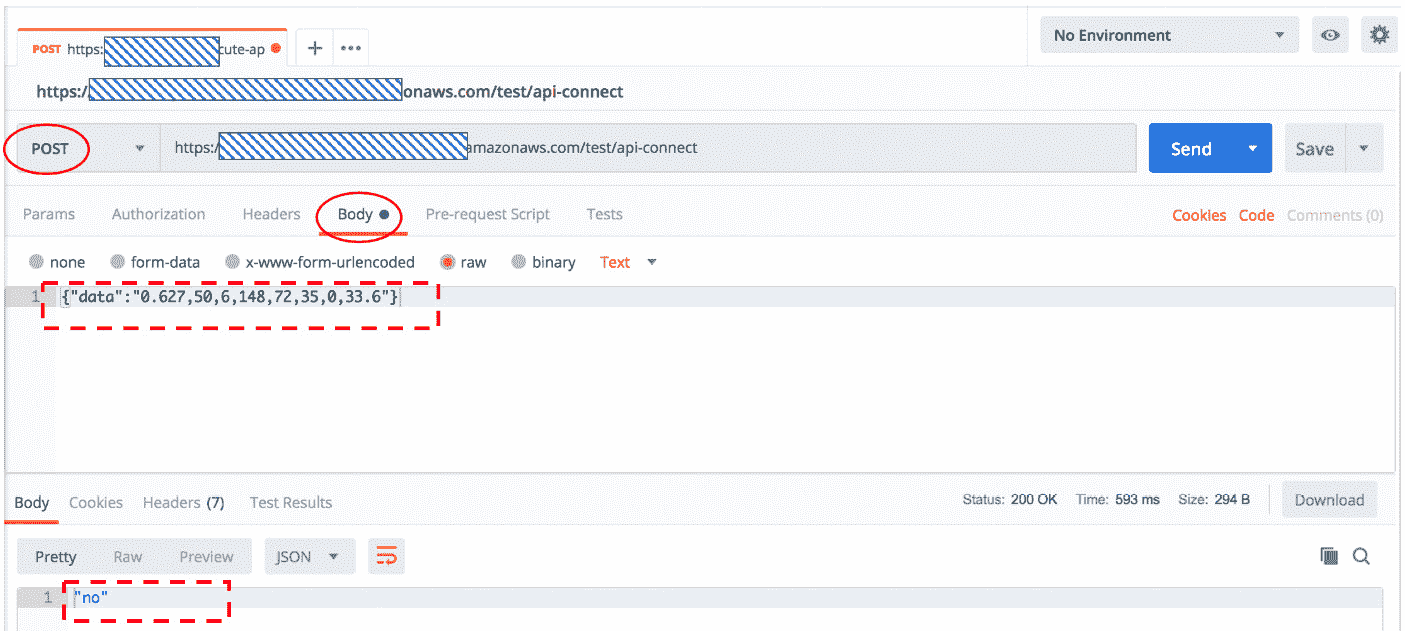 POST https: cute-ap
No Environment
https:/ onaws.com/test/api-connect
POST https:/ amazonaws.com/test/api-connect Send Save
Params Authorization Headers Body Pre-request Script Tests Cookies Code Comments (0)
none form-data x-www-form-urlencoded raw binary Text
1 {"data":"0.627,50,6,148,72,35,0,33.6"}
Body Cookies Headers (7) Test Results Status: 200 OK Time: 593 ms Size: 294 B Download
Pretty Raw Preview JSON
1 "no"